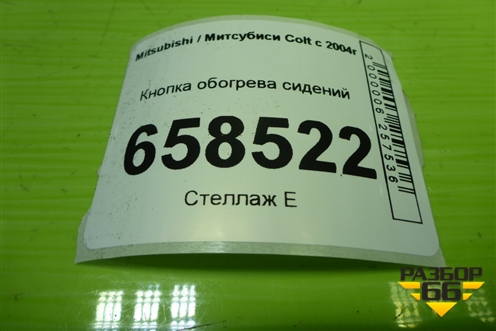 Mitsubishi / Митсубиси Colt с 2004г
Кнопка обогрева сидений
658522
Стеллаж Е
2000006257536
РАЗБОР
66